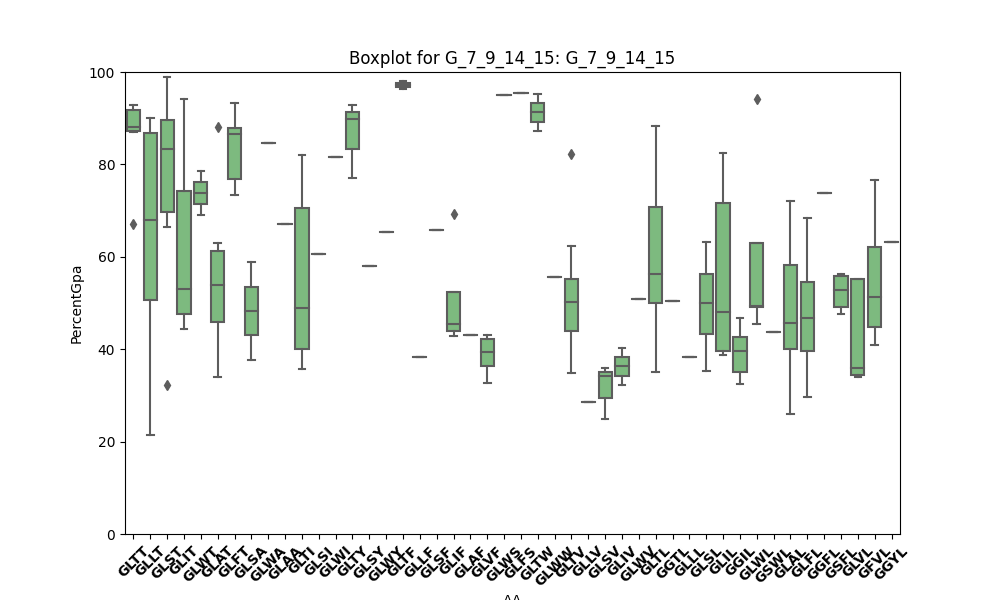 Boxplot for G_7_9_14_15: G_7_9_14_15
PercentGpa
100
80
60
40
20
0
GLTT
GLLT
GLST
GLIT
GLWT
GLAT
GLFT
GLSA
GLWA
GLAA
GLTI
GLSI
GLWI
GLTY
GLSY
GLWY
GLTF
GLLF
GLSF
GLIF
GLAF
GLVF
GLWS
GLFS
GLTW
GLWW
GLTV
GLLV
GLSV
GLIV
GLWV
GLTL
GGTL
GLLL
GLSL
GLIL
GGIL
GLWL
GSWL
GLAL
GLFL
GGFL
GSFL
GLVL
GFVL
GGYL